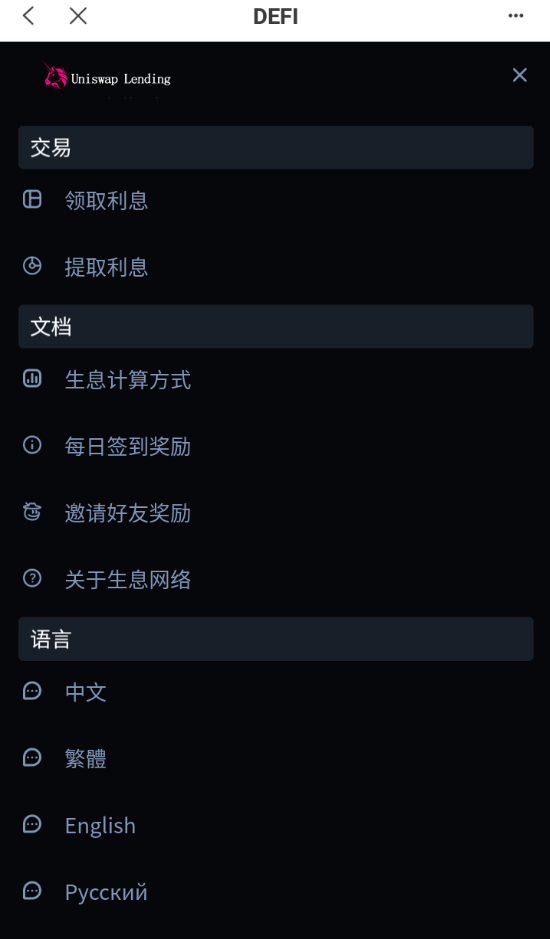 DEFI
Uniswap Lending
交易
领取利息
提取利息
文档
生息计算方式
每日签到奖励
邀请好友奖励
关于生息网络
语言
中文
繁體
English
Русский